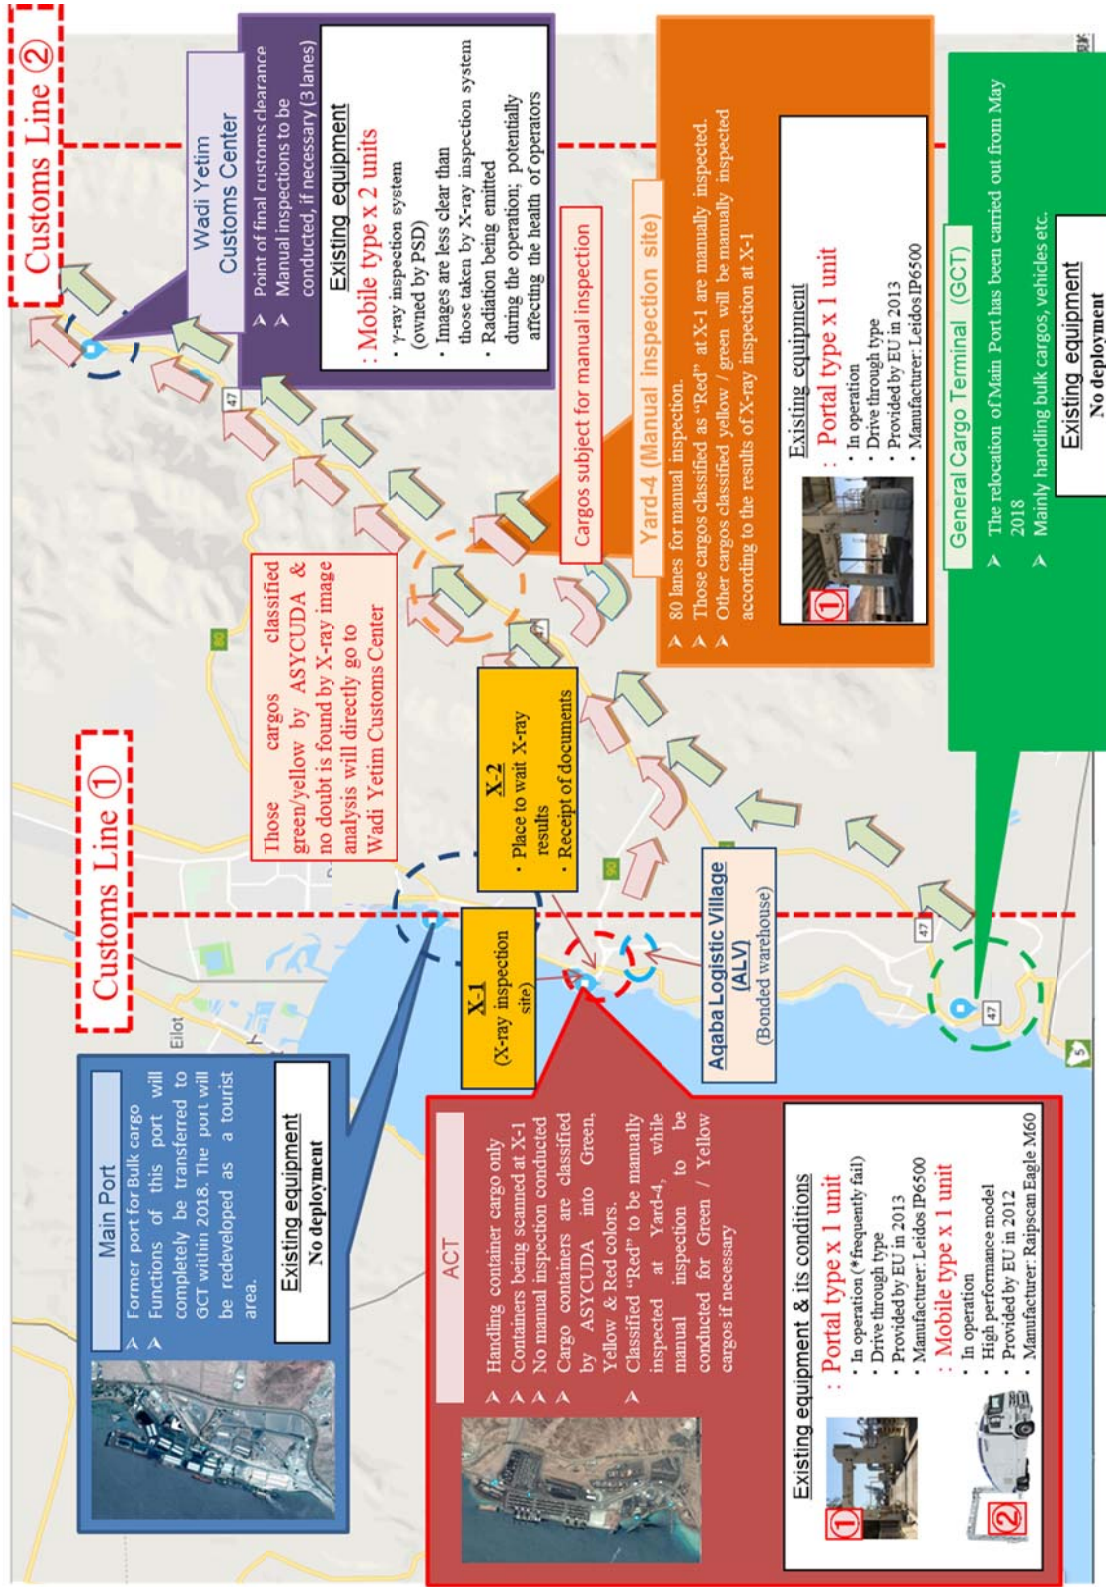 Customs Line ①
Customs Line ②
Main Port
➢ Former port for Bulk cargo
➢ Functions of this port will
completely be transferred to
GCT within 2018. The port will
be redeveloped as a tourist
area.
Existing equipment
No deployment
Eilot
Those cargos classified
green/yellow by ASYCUDA &
no doubt is found by X-ray image
analysis will directly go to
Wadi Yetim Customs Center
Wadi Yetim
Customs Center
➢ Point of final customs clearance
➢ Manual inspections to be
conducted, if necessary (3 lanes)
Existing equipment
: Mobile type x 2 units
· γ-ray inspection system
(owned by PSD)
· Images are less clear than
those taken by X-ray inspection system
· Radiation being emitted
during the operation; potentially
affecting the health of operators
ACT
➢ Handling container cargo only
➢ Containers being scanned at X-1
➢ No manual inspection conducted
➢ Cargo containers are classified
by ASYCUDA into Green,
Yellow & Red colors.
➢ Classified “Red” to be manually
inspected at Yard-4, while
manual inspection to be
conducted for Green / Yellow
cargos if necessary
Existing equipment & its conditions
①
: Portal type x 1 unit
· In operation (*frequently fail)
· Drive through type
· Provided by EU in 2013
· Manufacturer: Leidos IP6500
②
: Mobile type x 1 unit
· In operation
· High performance model
· Provided by EU in 2012
· Manufacturer: Raipscan Eagle M60
X-1
(X-ray inspection
site)
X-2
· Place to wait X-ray
results
· Receipt of documents
Aqaba Logistic Village
(ALV)
(Bonded warehouse)
Cargos subject for manual inspection
Yard-4 (Manual inspection site)
➢ 80 lanes for manual inspection.
➢ Those cargos classified as “Red” at X-1 are manually inspected.
➢ Other cargos classified yellow / green will be manually inspected
according to the results of X-ray inspection at X-1
Existing equipment
①
: Portal type x 1 unit
· In operation
· Drive through type
· Provided by EU in 2013
· Manufacturer: Leidos IP6500
General Cargo Terminal (GCT)
➢ The relocation of Main Port has been carried out from May
2018
➢ Mainly handling bulk cargos, vehicles etc.
Existing equipment
No deployment
47
80
47
90
47
47
5